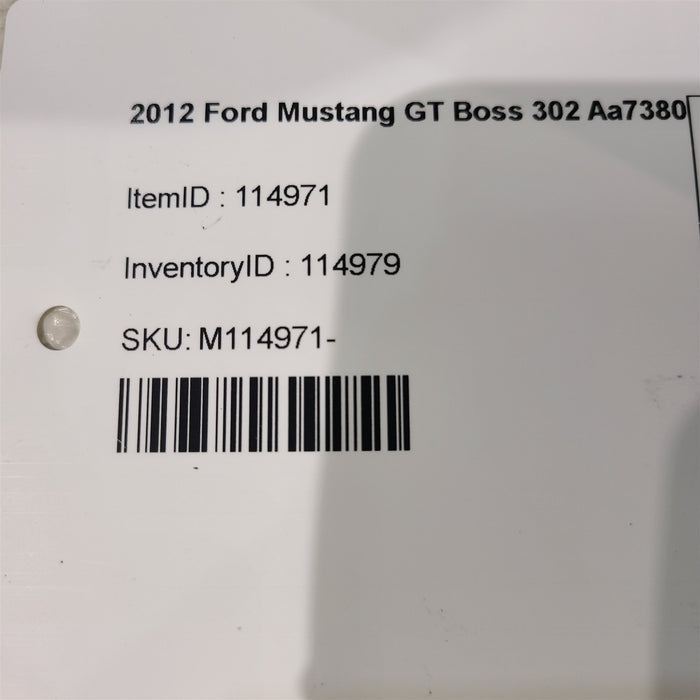 2012 Ford Mustang GT Boss 302 Aa7380
ItemID : 114971
InventoryID : 114979
SKU: M114971-